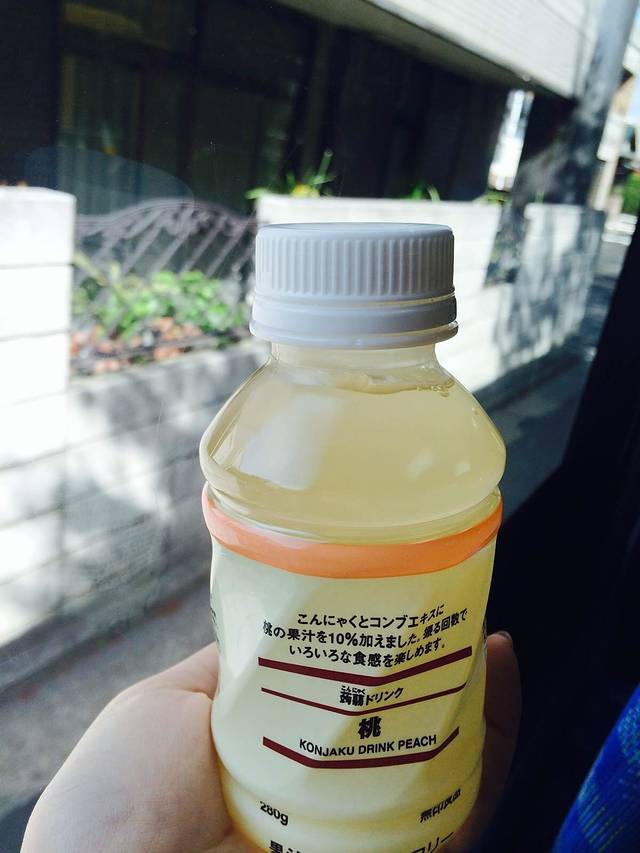 こんにゃくとコンブエキスに
桃の果汁を10％加えました。振る回数で
いろいろな食感を楽しめます。
こんにゃく
蒟蒻ドリンク
桃
KONJAKU DRINK PEACH
280g 無印良品